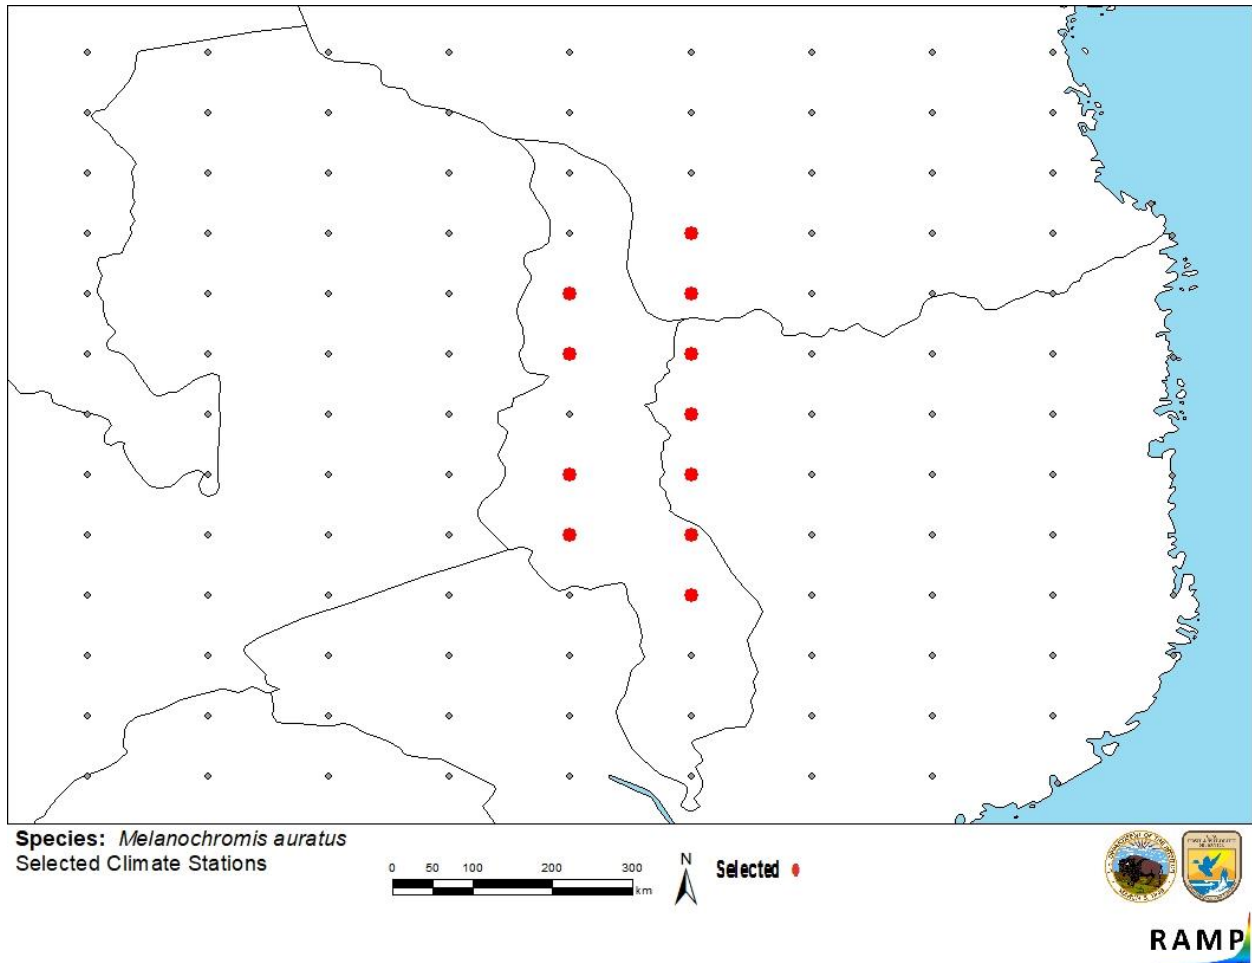 Species: Melanochromis auratus
Selected Climate Stations
0 50 100 200 300
km
N
Selected
RAMP